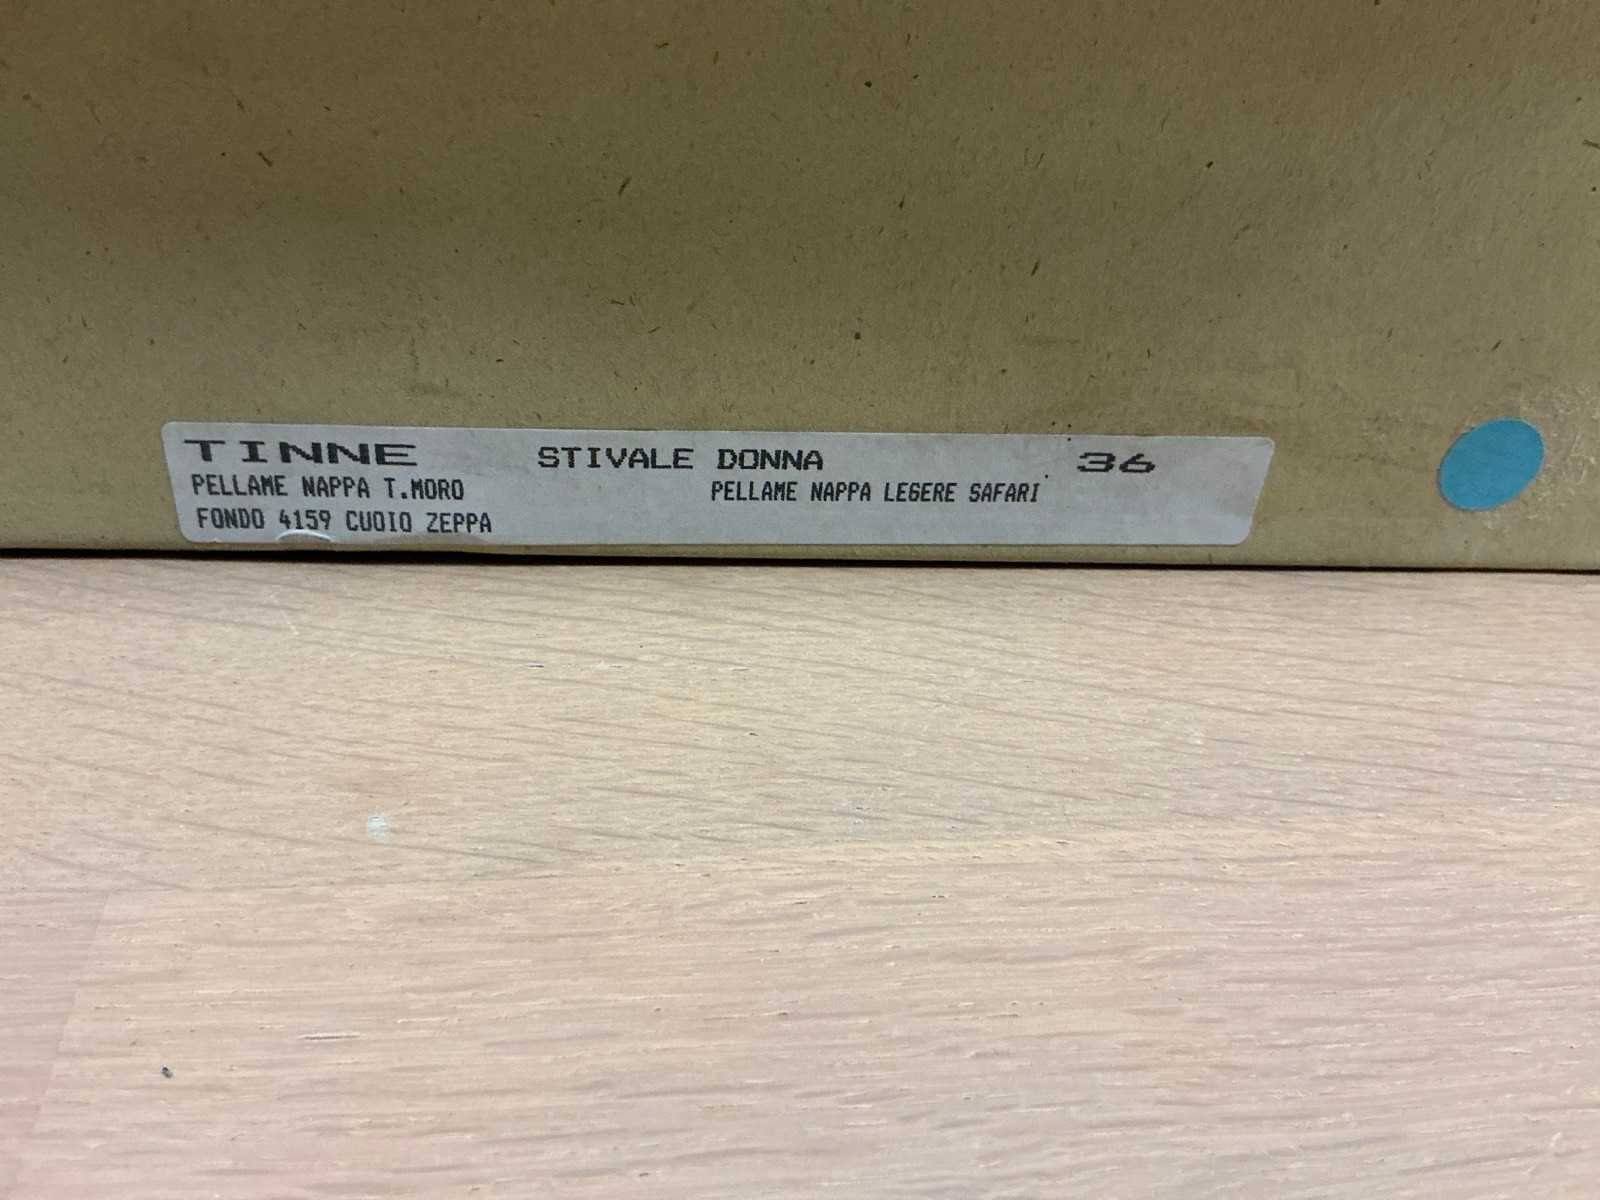 TINNE STIVALE DONNA 36
PELLAME NAPPA T.MORO PELLAME NAPPA LEGERE SAFARI
FONDO 4159 CUOIO ZEPPA